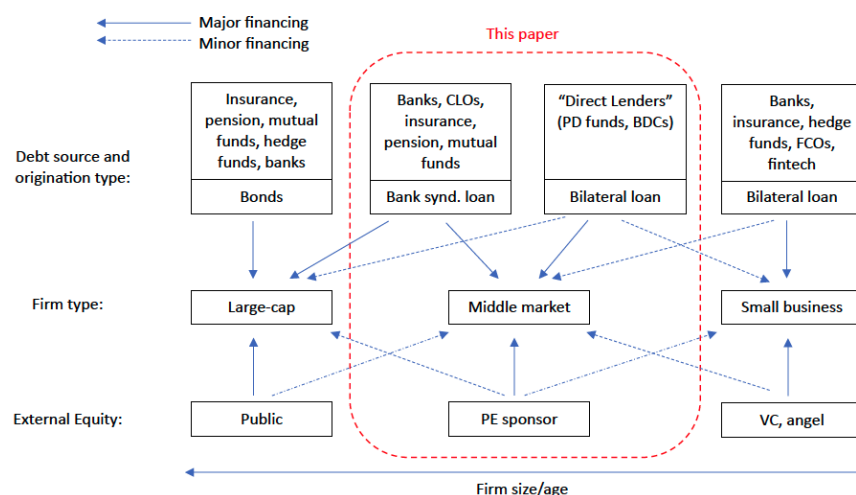 Major financing
Minor financing
This paper
Debt source and
origination type:
Insurance,
pension, mutual
funds, hedge
funds, banks
Bonds
Banks, CLOs,
insurance,
pension, mutual
funds
Bank synd. loan
“Direct Lenders”
(PD funds, BDCs)
Bilateral loan
Banks,
insurance, hedge
funds, FCOs,
fintech
Bilateral loan
Firm type:
Large-cap
Middle market
Small business
External Equity:
Public
PE sponsor
VC, angel
Firm size/age